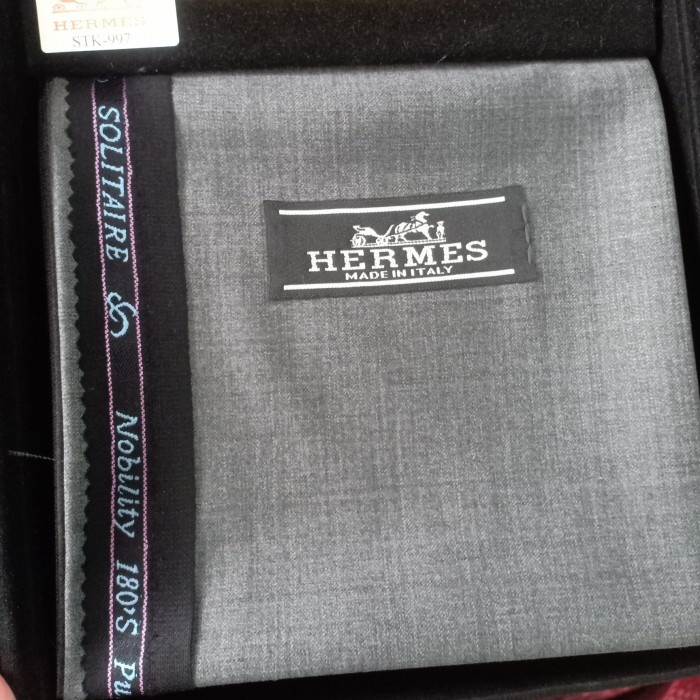 HERMES
STK-997
HERMES
MADE IN ITALY
SOLITAIRE
Nobility 180'S